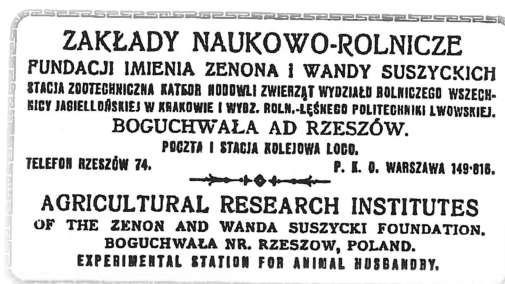 ZAKŁADY NAUKOWO-ROLNICZE
FUNDACJI IMIENIA ZENONA I WANDY SUSZYCKICH
STACJA ZOOTECHNICZNA KATEDR HODOWLI ZWIERZĄT WYDZIAŁU ROLNICZEGO WSZECH-
NICY JAGIELLOŃSKIEJ W KRAKOWIE I WYDZ. ROLN.-LĘŚNEGO POLITECHNIKI LWOWSKIEJ.
BOGUCHWAŁA AD RZESZÓW.
POCZTA I STACJA KOLEJOWA LOCO.
TELEFON RZESZÓW 74. P. K. O. WARSZAWA 149-816.
AGRICULTURAL RESEARCH INSTITUTES
OF THE ZENON AND WANDA SUSZYCKI FOUNDATION.
BOGUCHWAŁA NR. RZESZOW, POLAND.
EXPERIMENTAL STATION FOR ANIMAL HUSBANDRY.